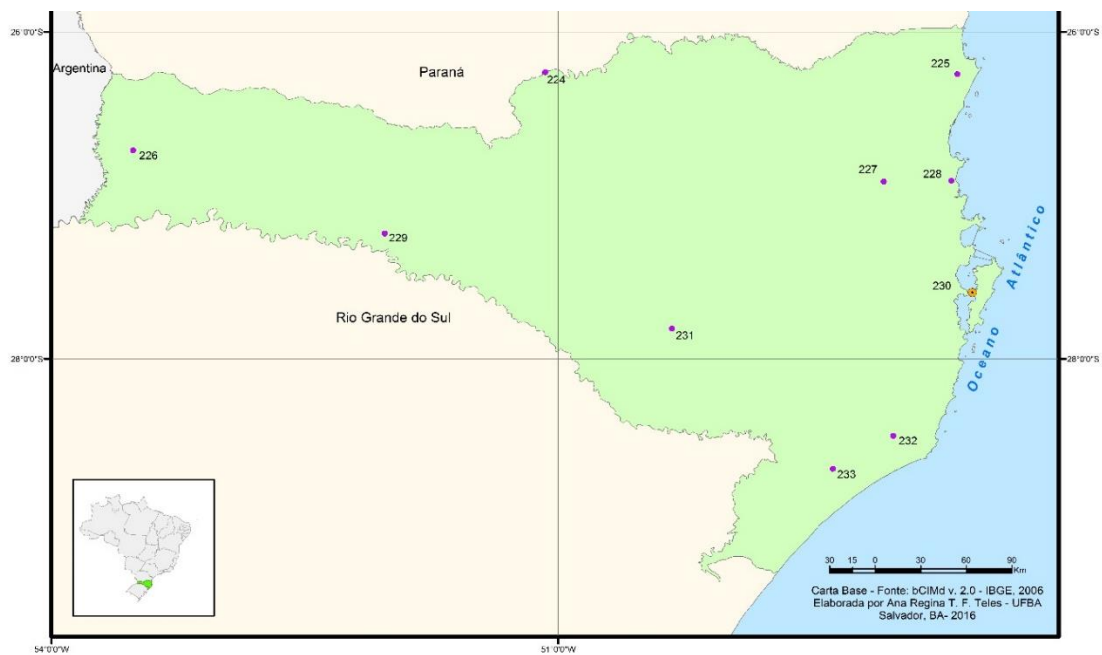 26°0'0"S
26°0'0"S
Argentina
Paraná
224
225
226
227
228
229
230
Oceano Atlântico
Rio Grande do Sul
231
28°0'0"S
28°0'0"S
232
233
30 15 0 30 60 90
Km
Carta Base - Fonte: bCIMd v. 2.0 - IBGE, 2006
Elaborada por Ana Regina T. F. Teles - UFBA
Salvador, BA- 2016
54°0'0"W
51°0'0"W